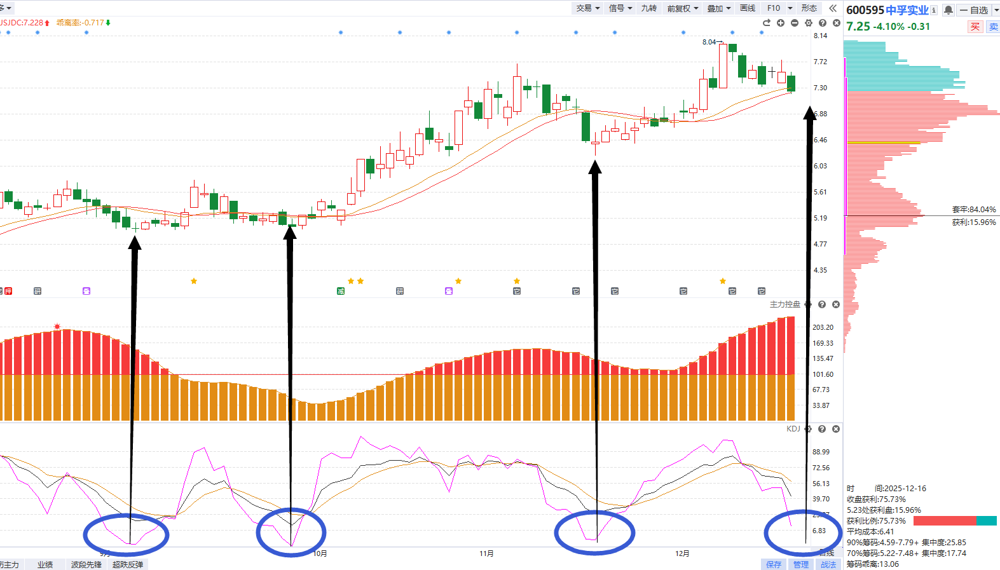 多
交易 信号 九转 前复权 叠加 画线 F10 形态
JSJDC:7.228 乖离率:-0.717
600595中孚实业
自选
7.25 -4.10% -0.31
买 卖
8.14
8.04
7.72
7.30
6.88
6.46
6.03
5.61
5.19
4.77
4.35
押 研 减 研
主力控盘
203.20
169.33
135.47
101.60
67.73
33.87
KDJ
88.99
72.56
56.13
39.70
6.83
9月 10月 11月 12月 日线
主力 业绩 波段先锋 超跌反弹
保存 管理 战法
套牢:84.04%
获利:15.96%
时 间:2025-12-16
收盘获利:75.73%
5.23处获利盘:15.96%
获利比例:75.73%
平均成本:6.41
90%筹码:4.59-7.79+ 集中度:25.85
70%筹码:5.22-7.48+ 集中度:17.74
筹码乖离:13.06